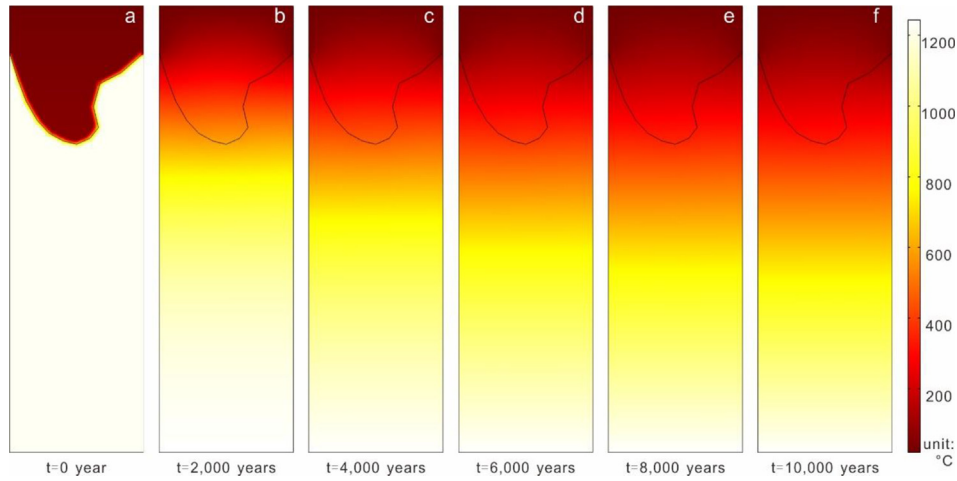 a
b
c
d
e
f
1200
1000
800
600
400
200
unit:
°C
t=0 year
t=2,000 years
t=4,000 years
t=6,000 years
t=8,000 years
t=10,000 years